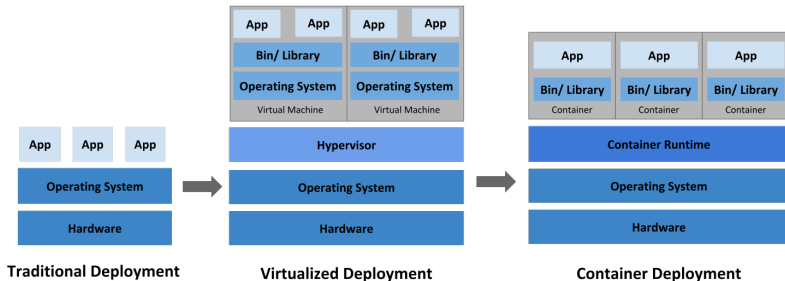 App
App
App
Operating System
Hardware
Traditional Deployment
App
App
Bin/ Library
Operating System
Virtual Machine
App
App
Bin/ Library
Operating System
Virtual Machine
Hypervisor
Operating System
Hardware
Virtualized Deployment
App
Bin/ Library
Container
App
Bin/ Library
Container
App
Bin/ Library
Container
Container Runtime
Operating System
Hardware
Container Deployment